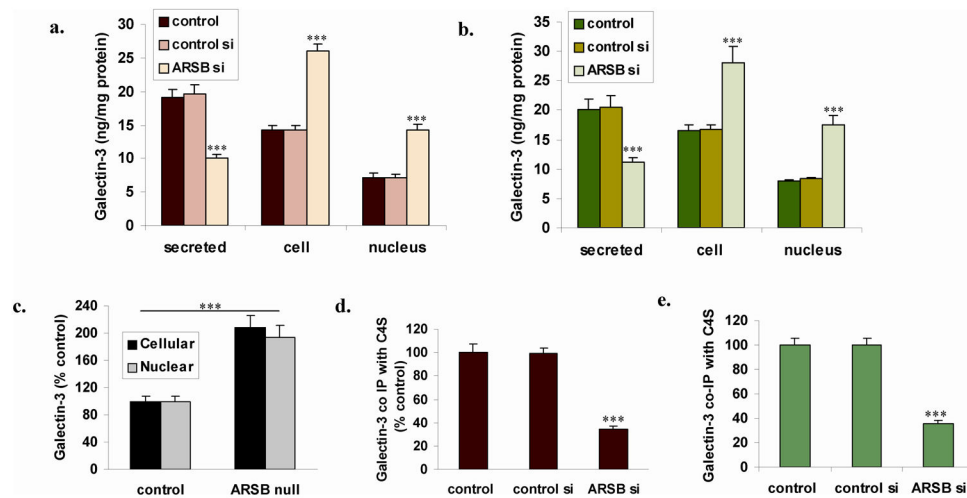 a.
Galectin-3 (ng/mg protein)
30
25
20
15
10
5
0
control
control si
ARSB si
***
***
***
secreted
cell
nucleus
b.
Galectin-3 (ng/mg protein)
35
30
25
20
15
10
5
0
control
control si
ARSB si
***
***
***
secreted
cell
nucleus
c.
Galectin-3 (% control)
240
200
160
120
80
40
0
***
Cellular
Nuclear
control
ARSB null
d.
Galectin-3 co IP with C4S
(% control)
120
100
80
60
40
20
0
***
control
control si
ARSB si
e.
Galectin-3 co-IP with C4S
120
100
80
60
40
20
0
***
control
control si
ARSB si